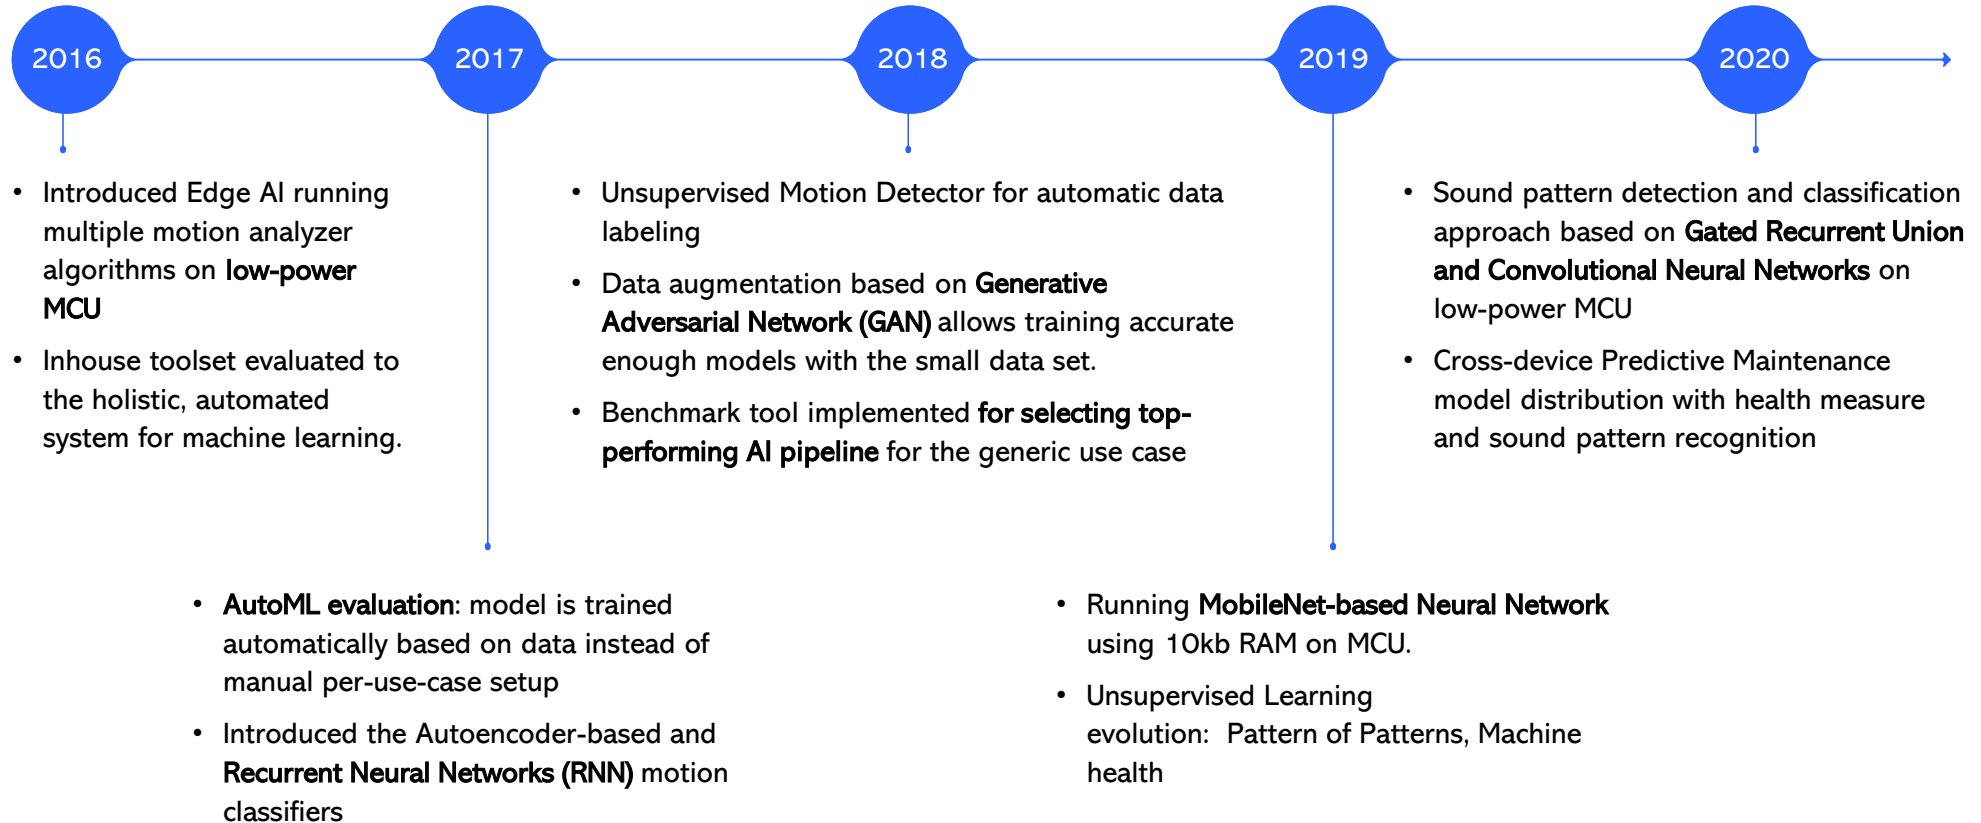 2016
2017
2018
2019
2020
• Introduced Edge AI running
multiple motion analyzer
algorithms on low-power
MCU
• Inhouse toolset evaluated to
the holistic, automated
system for machine learning.
• Unsupervised Motion Detector for automatic data
labeling
• Data augmentation based on Generative
Adversarial Network (GAN) allows training accurate
enough models with the small data set.
• Benchmark tool implemented for selecting top-
performing AI pipeline for the generic use case
• Sound pattern detection and classification
approach based on Gated Recurrent Union
and Convolutional Neural Networks on
low-power MCU
• Cross-device Predictive Maintenance
model distribution with health measure
and sound pattern recognition
• AutoML evaluation: model is trained
automatically based on data instead of
manual per-use-case setup
• Introduced the Autoencoder-based and
Recurrent Neural Networks (RNN) motion
classifiers
• Running MobileNet-based Neural Network
using 10kb RAM on MCU.
• Unsupervised Learning
evolution: Pattern of Patterns, Machine
health